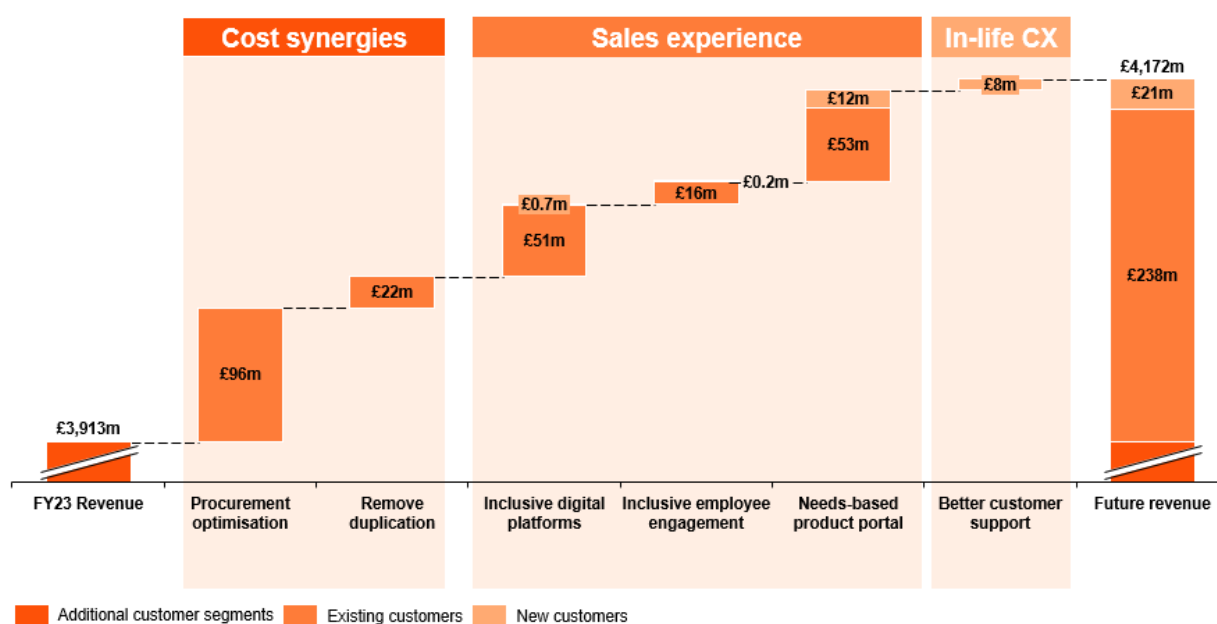 Cost synergies
Sales experience
In-life CX
£3,913m
£96m
£22m
£0.7m
£51m
£16m
£0.2m
£12m
£53m
£8m
£4,172m
£21m
£238m
FY23 Revenue
Procurement
optimisation
Remove
duplication
Inclusive digital
platforms
Inclusive employee
engagement
Needs-based
product portal
Better customer
support
Future revenue
Additional customer segments
Existing customers
New customers